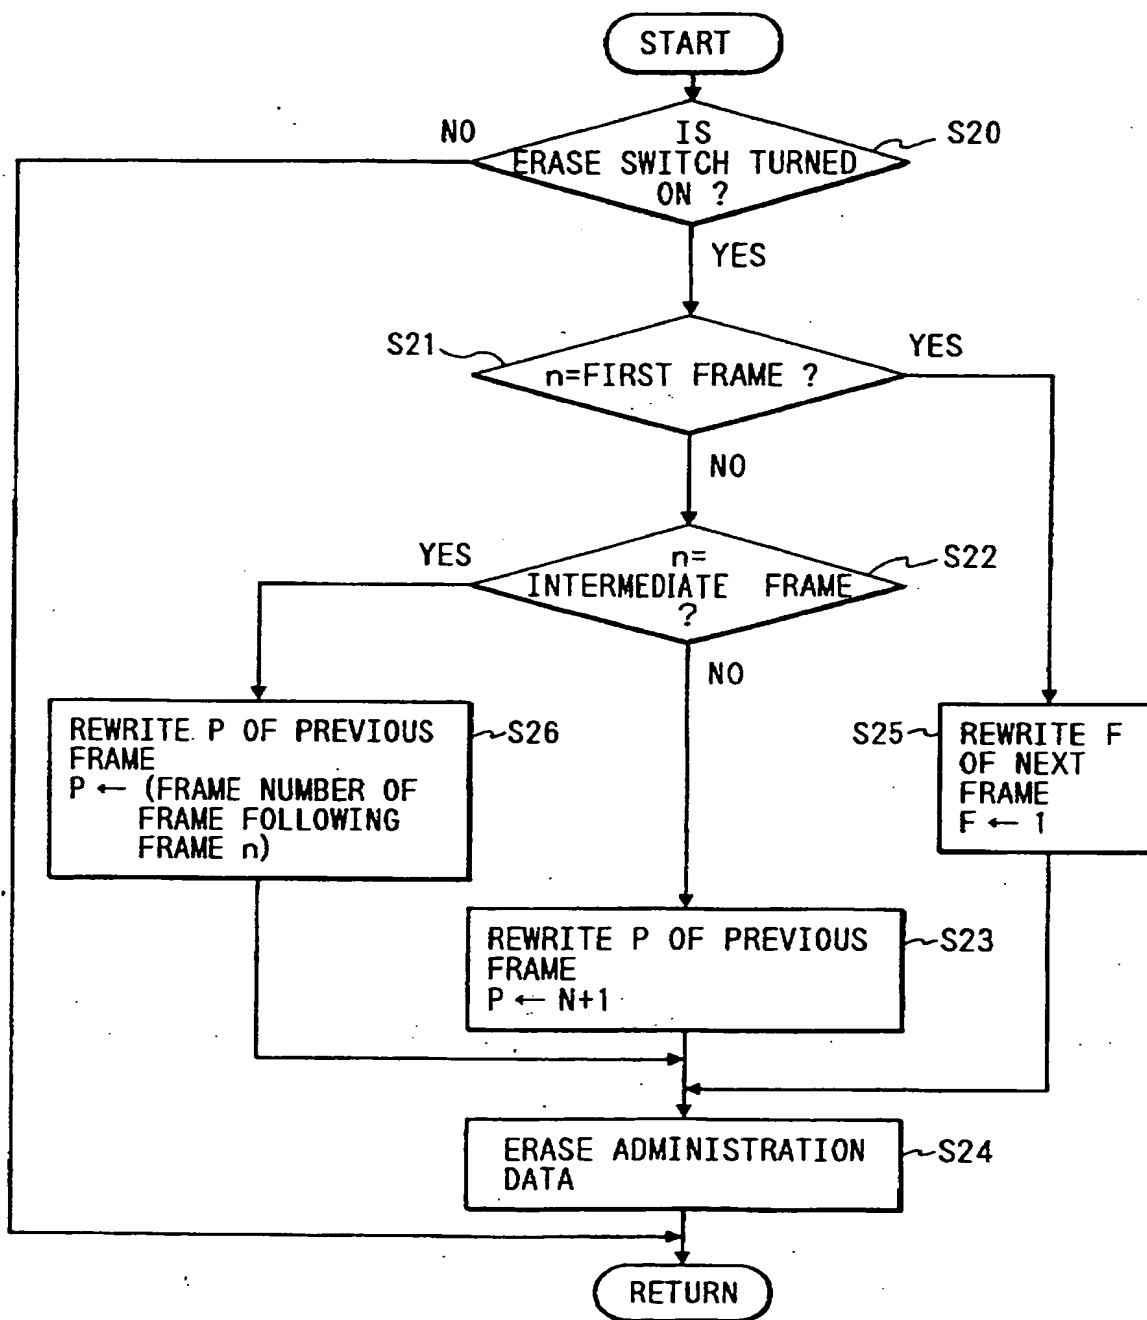 START
NO
IS
ERASE SWITCH TURNED
ON ?
S20
YES
S21
n=FIRST FRAME ?
YES
NO
YES
n=
INTERMEDIATE FRAME
?
S22
NO
REWRITE P OF PREVIOUS
FRAME
P ← (FRAME NUMBER OF
FRAME FOLLOWING
FRAME n)
S26
S25
REWRITE F
OF NEXT
FRAME
F ← 1
REWRITE P OF PREVIOUS
FRAME
P ← N+1
S23
ERASE ADMINISTRATION
DATA
S24
RETURN